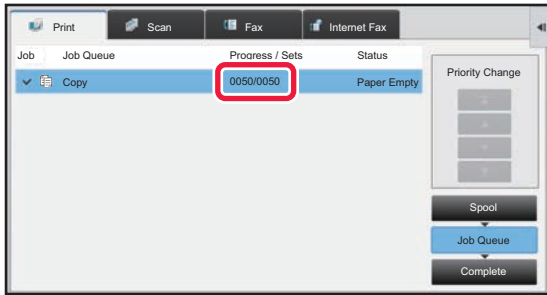 Print Scan Fax Internet Fax
Job Job Queue Progress / Sets Status
Copy 0050/0050 Paper Empty
Priority Change
Spool
Job Queue
Complete